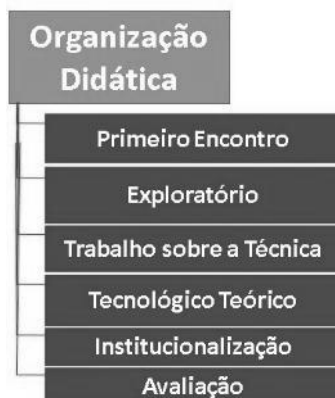 Organização
Didática
Primeiro Encontro
Exploratório
Trabalho sobre a Técnica
Tecnológico Teórico
Institucionalização
Avaliação